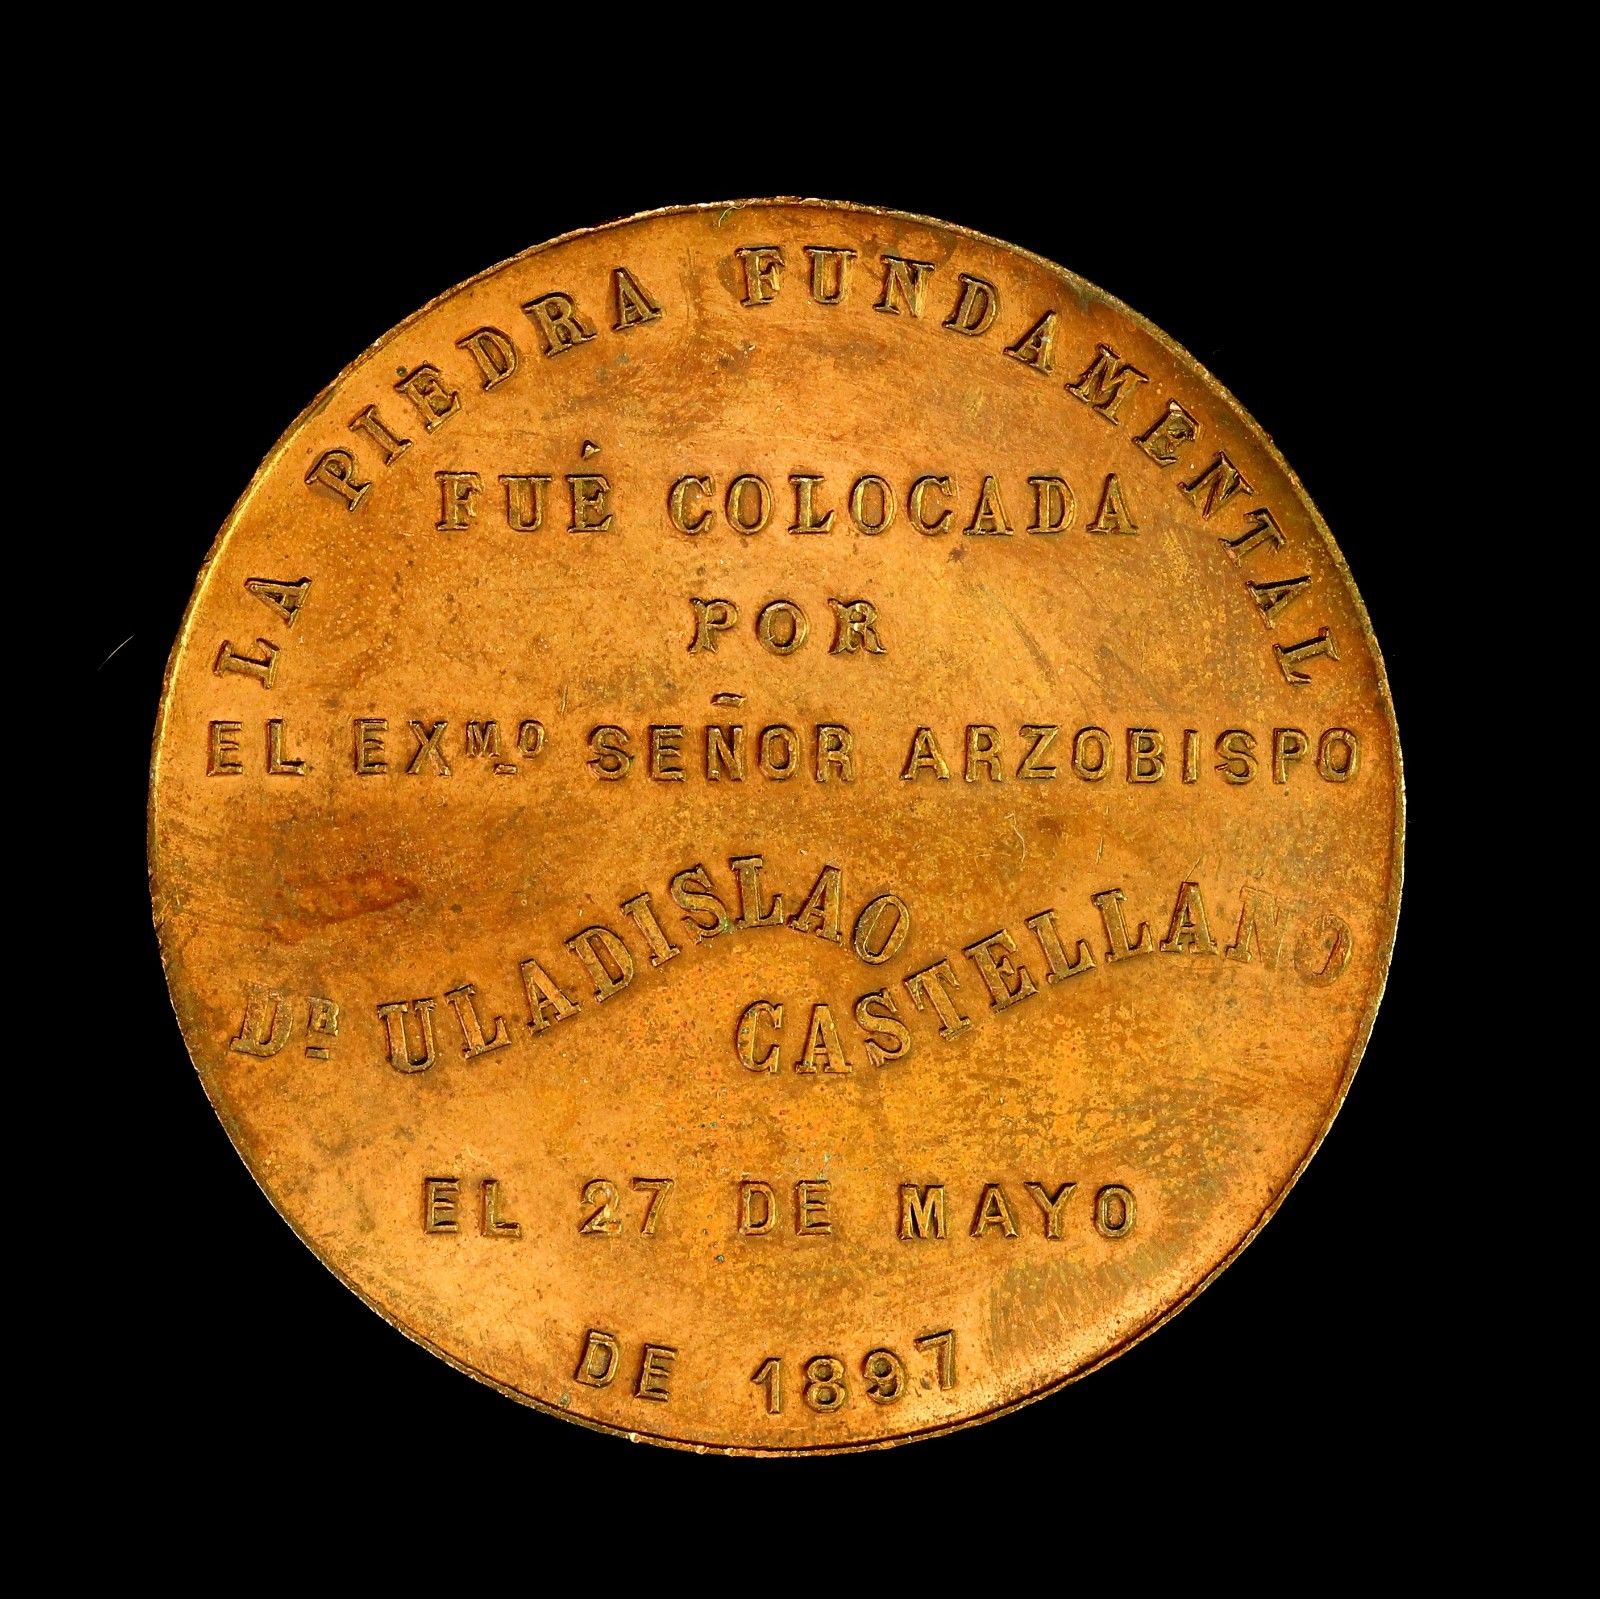 LA PIEDRA FUNDAMENTAL
FUÉ COLOCADA
POR
EL EXMO SEÑOR ARZOBISPO
DR ULADISLAO
CASTELLANO
EL 27 DE MAYO
DE 1897